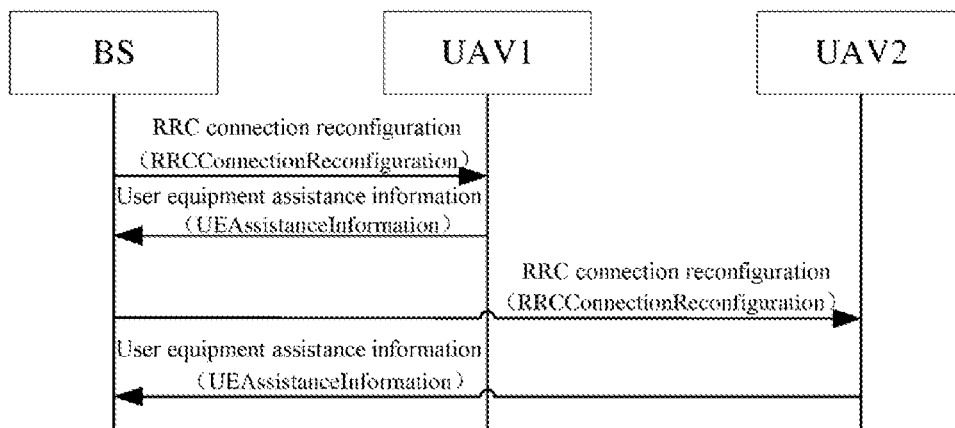 BS
UAV1
UAV2
RRC connection reconfiguration
（RRCConnectionReconfiguration）
User equipment assistance information
（UEAssistanceInformation）
RRC connection reconfiguration
（RRCConnectionReconfiguration）
User equipment assistance information
（UEAssistanceInformation）